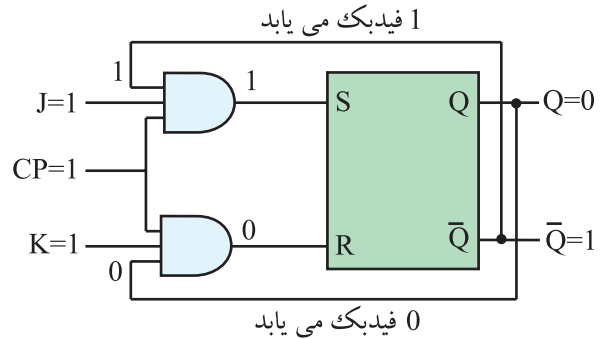 1 فیدبک می یابد
1
1
J=1
S
Q
Q=0
CP=1
K=1
0
R
Q̅
Q̅=1
0
0 فیدبک می یابد